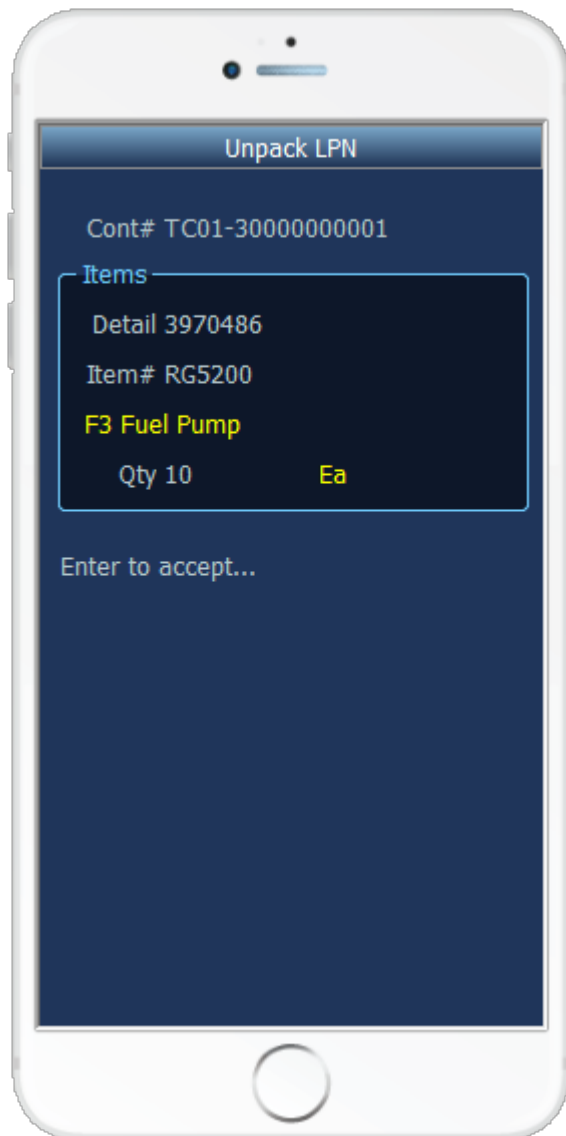 Unpack LPN
Cont# TC01-30000000001
Items
Detail 3970486
Item# RG5200
F3 Fuel Pump
Qty 10 Ea
Enter to accept...